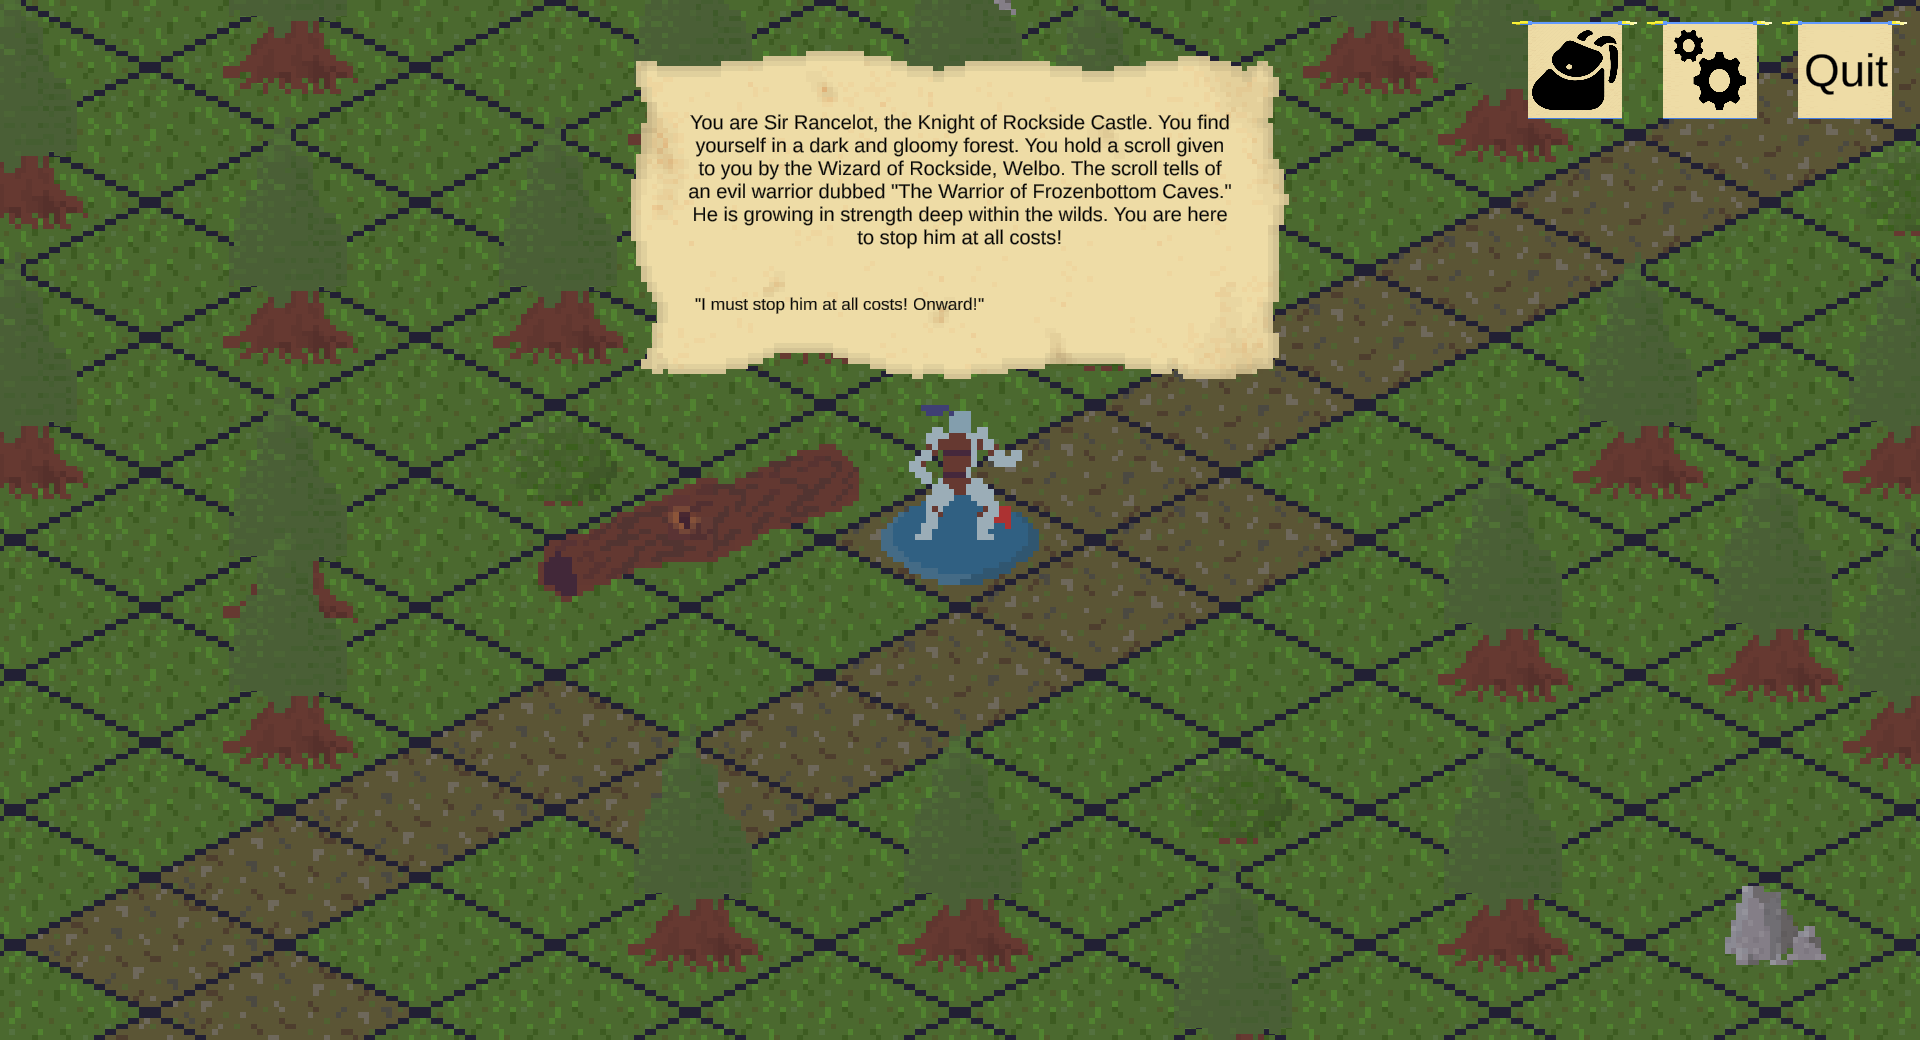 Quit
You are Sir Rancelot, the Knight of Rockside Castle. You find
yourself in a dark and gloomy forest. You hold a scroll given
to you by the Wizard of Rockside, Welbo. The scroll tells of
an evil warrior dubbed "The Warrior of Frozenbottom Caves."
He is growing in strength deep within the wilds. You are here
to stop him at all costs!
"I must stop him at all costs! Onward!"